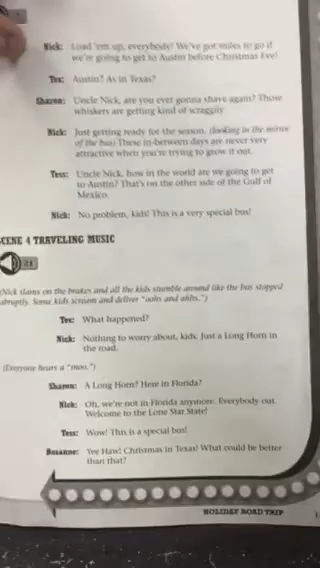 Nick: Load 'em up, everybody! We've got miles to go if
we're going to get to Austin before Christmas Eve!
Tex: Austin? As in Texas?
Sharon: Uncle Nick, are you ever gonna shave again? Those
whiskers are getting kind of scraggly.
Nick: Just getting ready for the season. (looking in the mirror
of the bus) These in-between days are never very
attractive when you're trying to grow it out.
Tess: Uncle Nick, how in the world are we going to get
to Austin? That's on the other side of the Gulf of
Mexico.
Nick: No problem, kids! This is a very special bus!
SCENE 4 TRAVELING MUSIC
(Nick slams on the brakes and all the kids stumble around like the bus stopped
abruptly. Some kids scream and deliver "oohs and ahhs.")
Tex: What happened?
Nick: Nothing to worry about, kids. Just a Long Horn in
the road.
(Everyone hears a "moo.")
Sharon: A Long Horn? Here in Florida?
Nick: Oh, we're not in Florida anymore. Everybody out.
Welcome to the Lone Star State!
Tess: Wow! This is a special bus!
Rosanne: Yee Haw! Christmas in Texas! What could be better
than that?
HOLIDAY ROAD TRIP